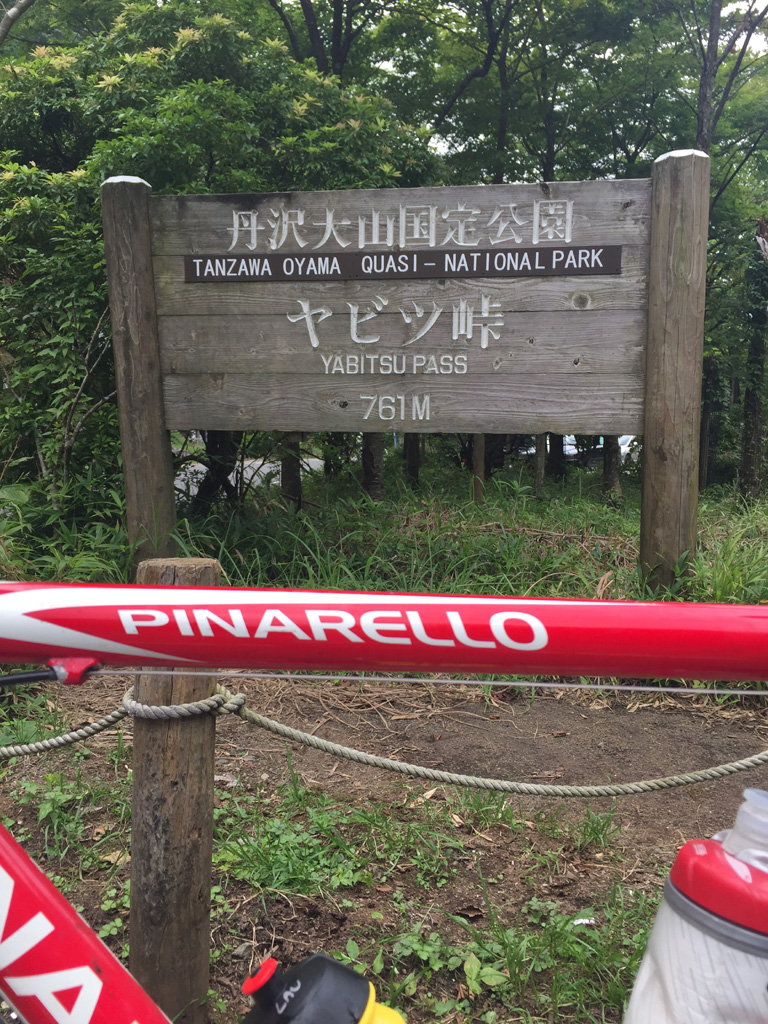 丹沢大山国定公園
TANZAWA OYAMA QUASI-NATIONAL PARK
ヤビツ峠
YABITSU PASS
761M
PINARELLO
NA